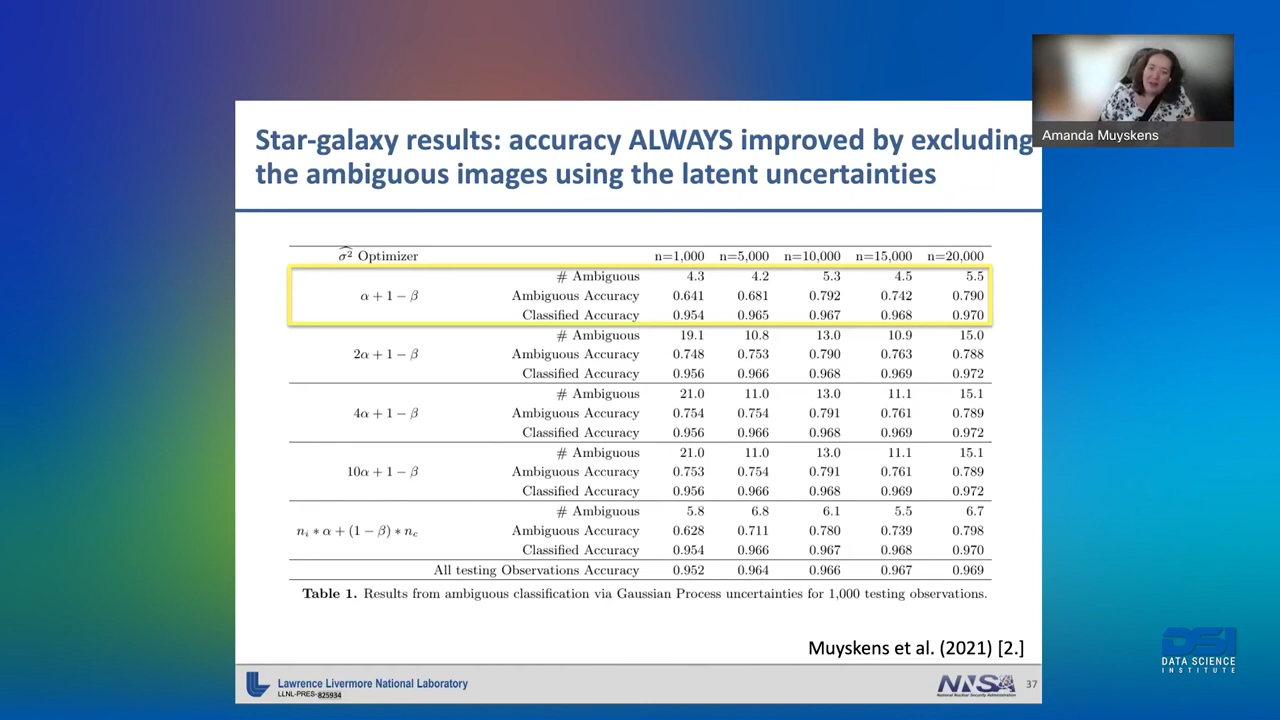 Amanda Muyskens
Star-galaxy results: accuracy ALWAYS improved by excluding
the ambiguous images using the latent uncertainties
σ̂² Optimizer n=1,000 n=5,000 n=10,000 n=15,000 n=20,000
# Ambiguous 4.3 4.2 5.3 4.5 5.5
α + 1 − β Ambiguous Accuracy 0.641 0.681 0.792 0.742 0.790
Classified Accuracy 0.954 0.965 0.967 0.968 0.970
# Ambiguous 19.1 10.8 13.0 10.9 15.0
2α + 1 − β Ambiguous Accuracy 0.748 0.753 0.790 0.763 0.788
Classified Accuracy 0.956 0.966 0.968 0.969 0.972
# Ambiguous 21.0 11.0 13.0 11.1 15.1
4α + 1 − β Ambiguous Accuracy 0.754 0.754 0.791 0.761 0.789
Classified Accuracy 0.956 0.966 0.968 0.969 0.972
# Ambiguous 21.0 11.0 13.0 11.1 15.1
10α + 1 − β Ambiguous Accuracy 0.753 0.754 0.791 0.761 0.789
Classified Accuracy 0.956 0.966 0.968 0.969 0.972
# Ambiguous 5.8 6.8 6.1 5.5 6.7
nᵢ ∗ α + (1 − β) ∗ n_c Ambiguous Accuracy 0.628 0.711 0.780 0.739 0.798
Classified Accuracy 0.954 0.966 0.967 0.968 0.970
All testing Observations Accuracy 0.952 0.964 0.966 0.967 0.969
Table 1. Results from ambiguous classification via Gaussian Process uncertainties for 1,000 testing observations.
Muyskens et al. (2021) [2.]
Lawrence Livermore National Laboratory
LLNL-PRES-825934
NNSA
National Nuclear Security Administration
37
DSI
DATA SCIENCE
INSTITUTE